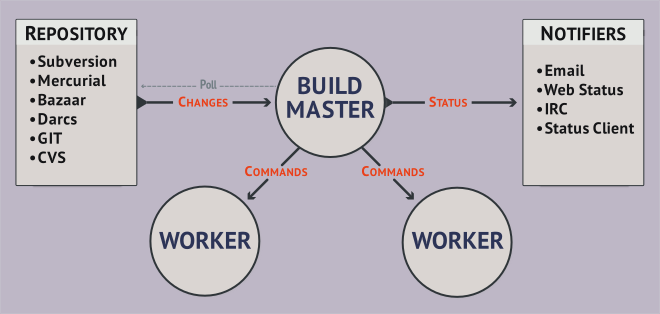 REPOSITORY
•Subversion
•Mercurial
•Bazaar
•Darcs
•GIT
•CVS
Poll
CHANGES
BUILD
MASTER
STATUS
NOTIFIERS
•Email
•Web Status
•IRC
•Status Client
COMMANDS
COMMANDS
WORKER
WORKER